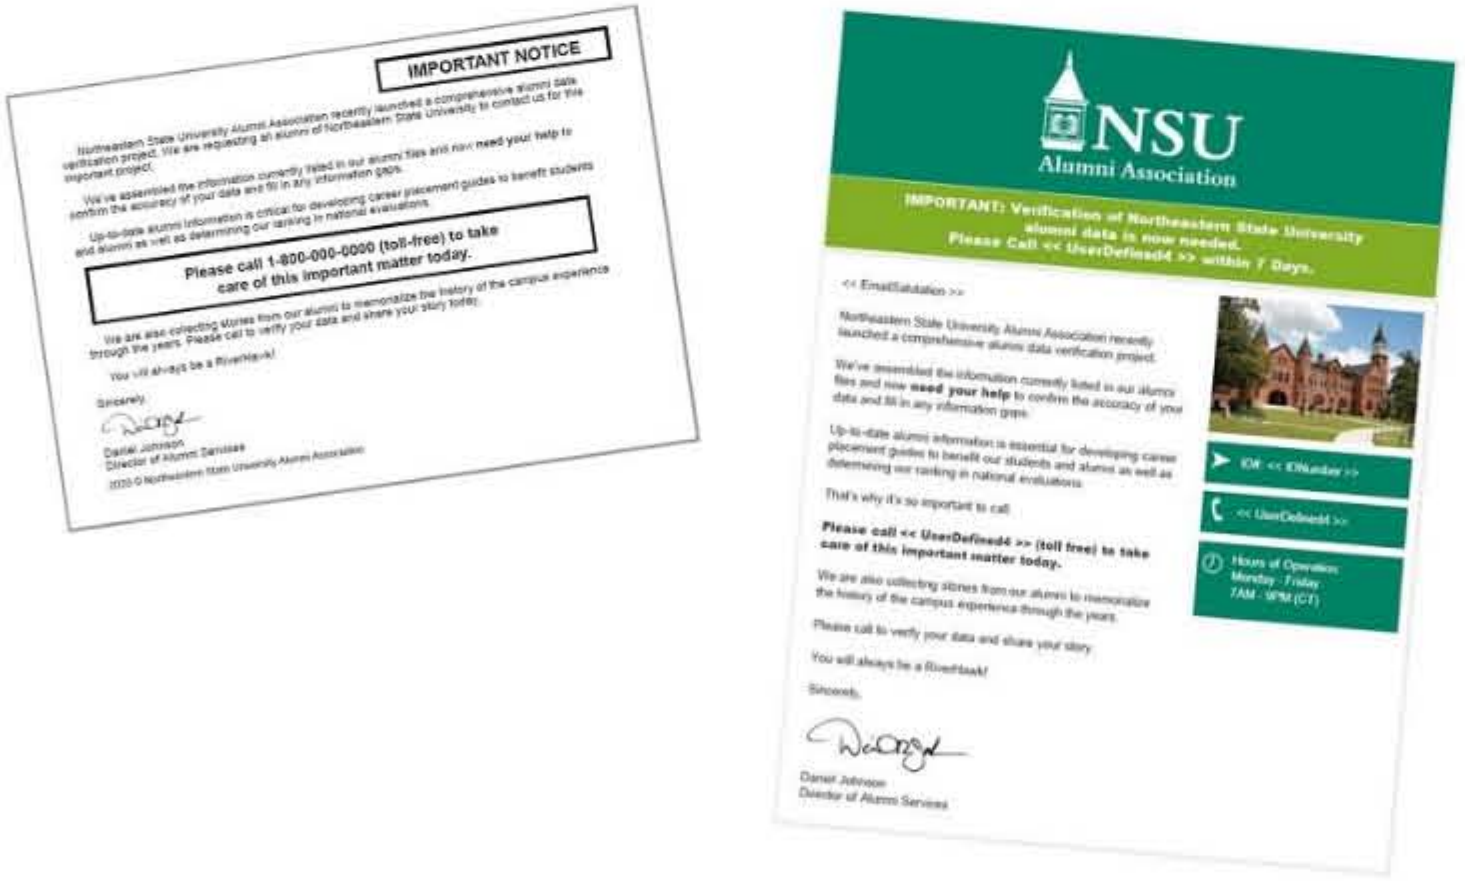 IMPORTANT NOTICE
Northeastern State University Alumni Association recently launched a comprehensive alumni data
verification project. We are requesting all alumni of Northeastern State University to contact us for this
important project.
We've assembled the information currently listed in our alumni files and now need your help to
confirm the accuracy of your data and fill in any information gaps.
Up-to-date alumni information is critical for developing career placement guides to benefit students
and alumni as well as determining our ranking in national evaluations.
Please call 1-800-000-0000 (toll-free) to take
care of this important matter today.
We are also collecting stories from our alumni to memorialize the history of the campus experience
through the years. Please call to verify your data and share your story today.
You will always be a RiverHawk!
Sincerely,
Daniel Johnson
Director of Alumni Services
2020 © Northeastern State University Alumni Association
NSU
Alumni Association
IMPORTANT: Verification of Northeastern State University
alumni data is now needed.
Please Call << UserDefined4 >> within 7 Days.
<< EmailSalutation >>
Northeastern State University Alumni Association recently
launched a comprehensive alumni data verification project.
We've assembled the information currently listed in our alumni
files and now need your help to confirm the accuracy of your
data and fill in any information gaps.
Up-to-date alumni information is essential for developing career
placement guides to benefit our students and alumni as well as
determining our ranking in national evaluations.
That's why it's so important to call.
Please call << UserDefined4 >> (toll free) to take
care of this important matter today.
We are also collecting stories from our alumni to memorialize
the history of the campus experience through the years.
Please call to verify your data and share your story.
You will always be a RiverHawk!
Sincerely,
Daniel Johnson
Director of Alumni Services
ID#: << IDNumber >>
<< UserDefined4 >>
Hours of Operation:
Monday - Friday
7AM - 9PM (CT)